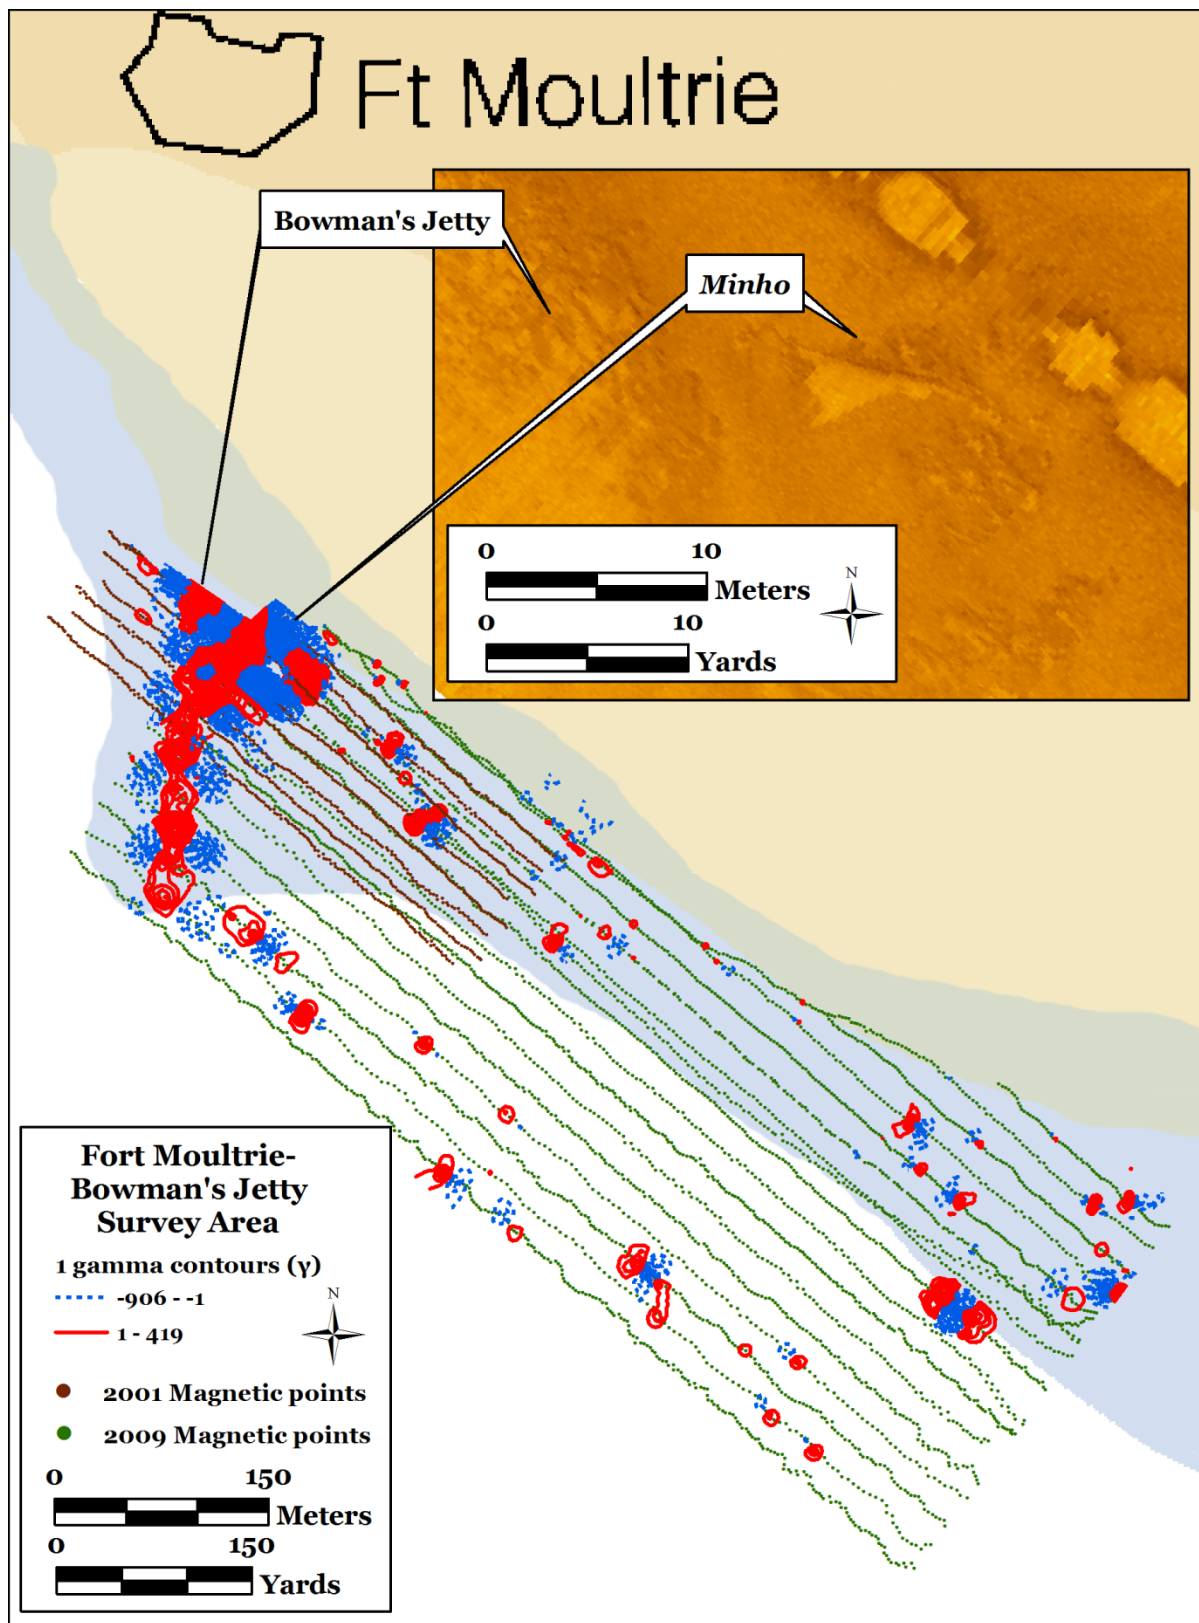 Ft Moultrie
Bowman's Jetty
Minho
0 10
Meters
N
0 10
Yards
Fort Moultrie-
Bowman's Jetty
Survey Area
1 gamma contours (γ)
-906 - -1
N
1 - 419
2001 Magnetic points
2009 Magnetic points
0 150
Meters
0 150
Yards